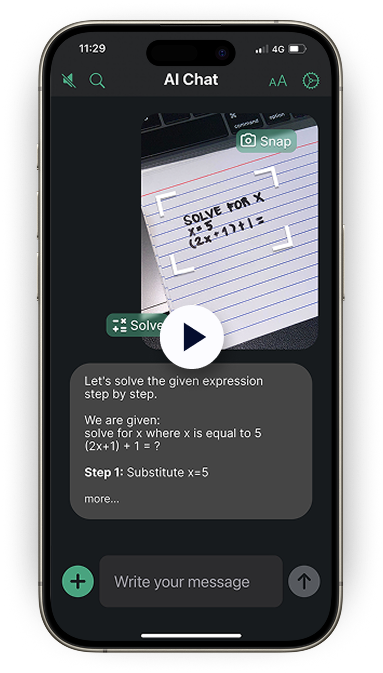 11:29
4G
AI Chat
AA
command
option
Snap
SOLVE FOR X
x=5
(2x+1)+1=
Solve
Let's solve the given expression
step by step.
We are given:
solve for x where x is equal to 5
(2x+1) + 1 = ?
Step 1: Substitute x=5
more...
Write your message